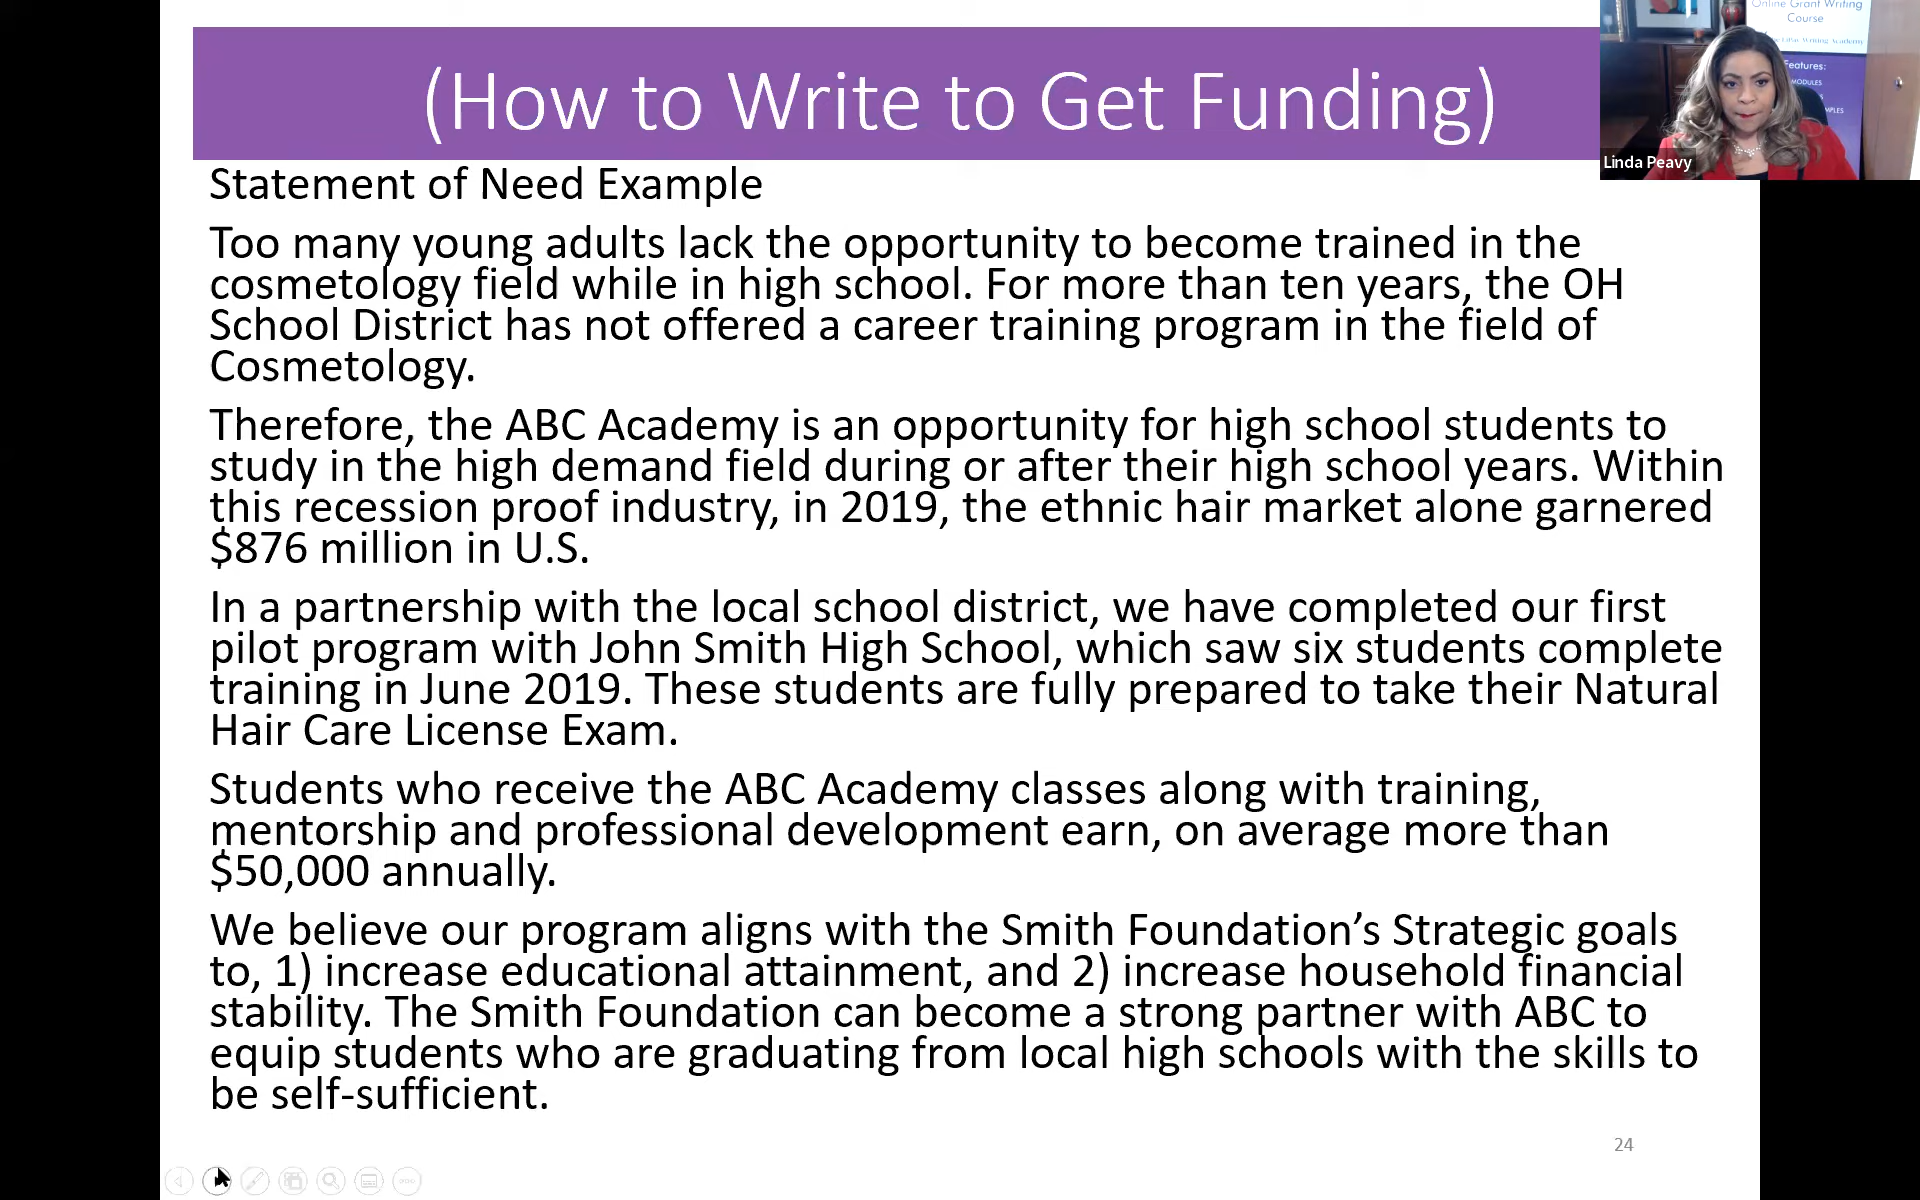 (How to Write to Get Funding)
Online Grant Writing
Course
Features:
MODULES
Linda Peavy
Statement of Need Example
Too many young adults lack the opportunity to become trained in the
cosmetology field while in high school. For more than ten years, the OH
School District has not offered a career training program in the field of
Cosmetology.
Therefore, the ABC Academy is an opportunity for high school students to
study in the high demand field during or after their high school years. Within
this recession proof industry, in 2019, the ethnic hair market alone garnered
$876 million in U.S.
In a partnership with the local school district, we have completed our first
pilot program with John Smith High School, which saw six students complete
training in June 2019. These students are fully prepared to take their Natural
Hair Care License Exam.
Students who receive the ABC Academy classes along with training,
mentorship and professional development earn, on average more than
$50,000 annually.
We believe our program aligns with the Smith Foundation’s Strategic goals
to, 1) increase educational attainment, and 2) increase household financial
stability. The Smith Foundation can become a strong partner with ABC to
equip students who are graduating from local high schools with the skills to
be self-sufficient.
24